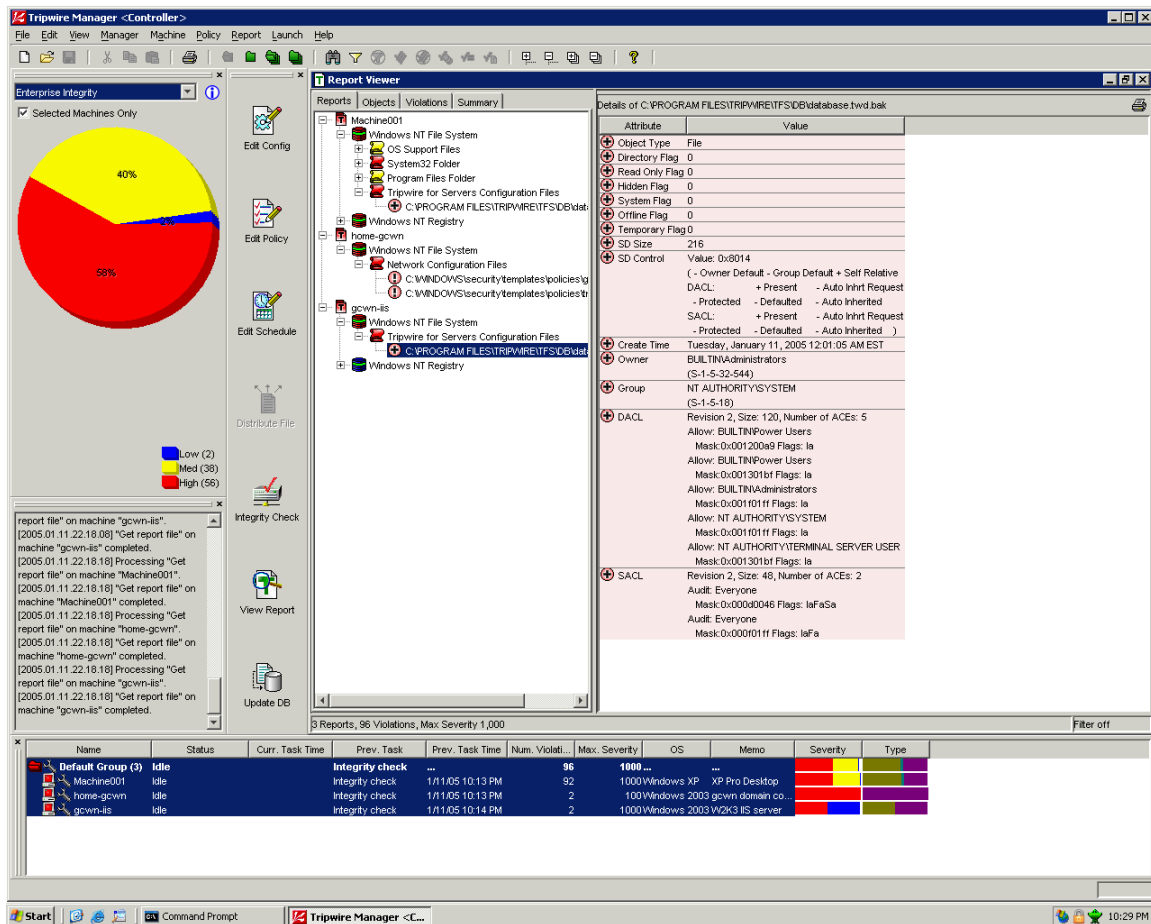 Tripwire Manager <Controller>
File Edit View Manager Machine Policy Report Launch Help
Enterprise Integrity
Selected Machines Only
40%
2%
58%
Low (2)
Med (38)
High (56)
report file" on machine "gcwn-iis".
[2005.01.11.22.18.08] "Get report file" on
machine "gcwn-iis" completed.
[2005.01.11.22.18.18] Processing "Get
report file" on machine "Machine001".
[2005.01.11.22.18.18] "Get report file" on
machine "Machine001" completed.
[2005.01.11.22.18.18] Processing "Get
report file" on machine "home-gcwn".
[2005.01.11.22.18.18] "Get report file" on
machine "home-gcwn" completed.
[2005.01.11.22.18.18] Processing "Get
report file" on machine "gcwn-iis".
[2005.01.11.22.18.18] "Get report file" on
machine "gcwn-iis" completed.
Edit Config
Edit Policy
Edit Schedule
Distribute File
Integrity Check
View Report
Update DB
Report Viewer
Reports Objects Violations Summary
Machine001
Windows NT File System
OS Support Files
System32 Folder
Program Files Folder
Tripwire for Servers Configuration Files
C:\PROGRAM FILES\TRIPWIRE\TFS\DB\dat
Windows NT Registry
home-gcwn
Windows NT File System
Network Configuration Files
C:\WINDOWS\security\templates\policies\g
C:\WINDOWS\security\templates\policies\tr
gcwn-iis
Windows NT File System
Tripwire for Servers Configuration Files
C:\PROGRAM FILES\TRIPWIRE\TFS\DB\dat
Windows NT Registry
Details of C:\PROGRAM FILES\TRIPWIRE\TFS\DB\database.twd.bak
Attribute Value
Object Type File
Directory Flag 0
Read Only Flag 0
Hidden Flag 0
System Flag 0
Offline Flag 0
Temporary Flag 0
SD Size 216
SD Control Value: 0x8014
( - Owner Default - Group Default + Self Relative
DACL: + Present - Auto Inhrt Request
- Protected - Defaulted - Auto Inherited
SACL: + Present - Auto Inhrt Request
- Protected - Defaulted - Auto Inherited )
Create Time Tuesday, January 11, 2005 12:01:05 AM EST
Owner BUILTIN\Administrators
(S-1-5-32-544)
Group NT AUTHORITY\SYSTEM
(S-1-5-18)
DACL Revision 2, Size: 120, Number of ACEs: 5
Allow: BUILTIN\Power Users
Mask:0x001200a9 Flags: Ia
Allow: BUILTIN\Power Users
Mask:0x001301bf Flags: Ia
Allow: BUILTIN\Administrators
Mask:0x001f01ff Flags: Ia
Allow: NT AUTHORITY\SYSTEM
Mask:0x001f01ff Flags: Ia
Allow: NT AUTHORITY\TERMINAL SERVER USER
Mask:0x001301bf Flags: Ia
SACL Revision 2, Size: 48, Number of ACEs: 2
Audit: Everyone
Mask:0x000d0046 Flags: IaFaSa
Audit: Everyone
Mask:0x000f01ff Flags: IaFa
3 Reports, 96 Violations, Max Severity 1,000 Filter off
Name Status Curr. Task Time Prev. Task Prev. Task Time Num. Violati... Max. Severity OS Memo Severity Type
Default Group (3) Idle Integrity check ... 96 1000 ... ...
Machine001 Idle Integrity check 1/11/05 10:13 PM 92 1000 Windows XP XP Pro Desktop
home-gcwn Idle Integrity check 1/11/05 10:13 PM 2 100 Windows 2003 gcwn domain co...
gcwn-iis Idle Integrity check 1/11/05 10:14 PM 2 1000 Windows 2003 W2K3 IIS server
Start Command Prompt Tripwire Manager <C... 10:29 PM